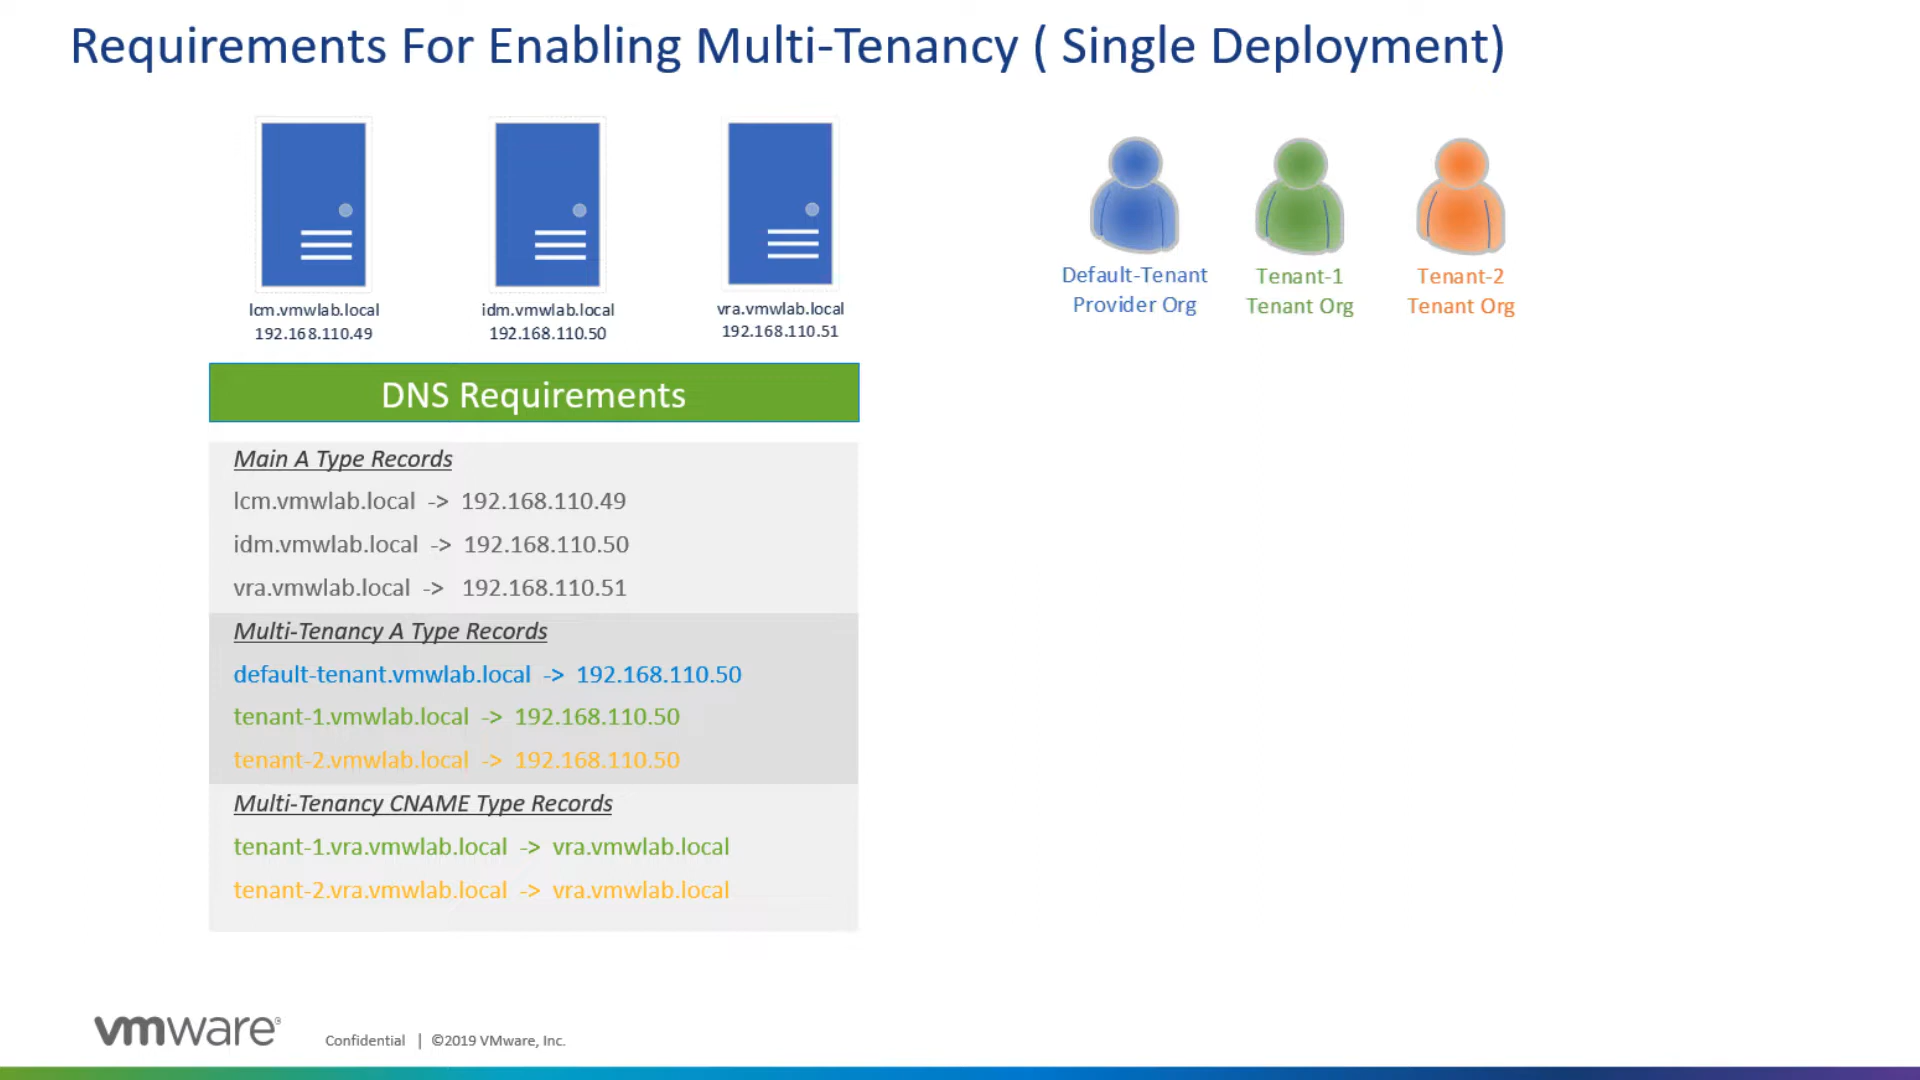 Requirements For Enabling Multi-Tenancy ( Single Deployment)
lcm.vmwlab.local
192.168.110.49
idm.vmwlab.local
192.168.110.50
vra.vmwlab.local
192.168.110.51
Default-Tenant
Provider Org
Tenant-1
Tenant Org
Tenant-2
Tenant Org
DNS Requirements
Main A Type Records
lcm.vmwlab.local -> 192.168.110.49
idm.vmwlab.local -> 192.168.110.50
vra.vmwlab.local -> 192.168.110.51
Multi-Tenancy A Type Records
default-tenant.vmwlab.local -> 192.168.110.50
tenant-1.vmwlab.local -> 192.168.110.50
tenant-2.vmwlab.local -> 192.168.110.50
Multi-Tenancy CNAME Type Records
tenant-1.vra.vmwlab.local -> vra.vmwlab.local
tenant-2.vra.vmwlab.local -> vra.vmwlab.local
vmware®
Confidential | ©2019 VMware, Inc.